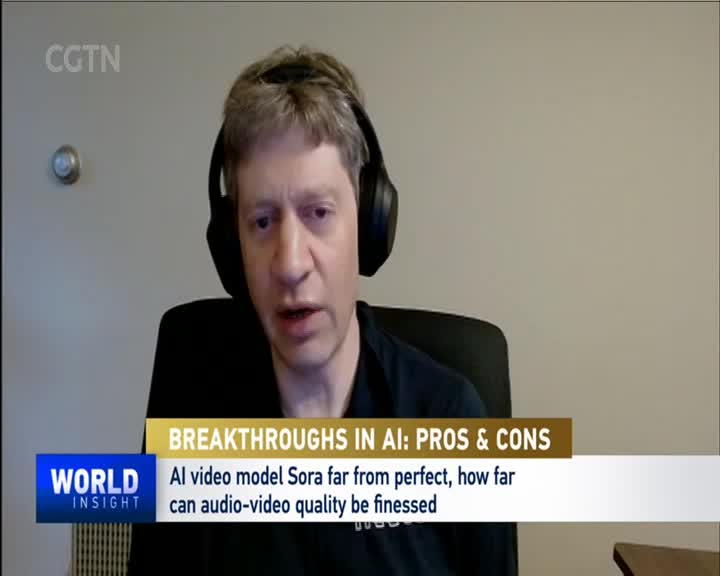 CGTN
BREAKTHROUGHS IN AI: PROS & CONS
WORLD
INSIGHT
AI video model Sora far from perfect, how far
can audio-video quality be finessed